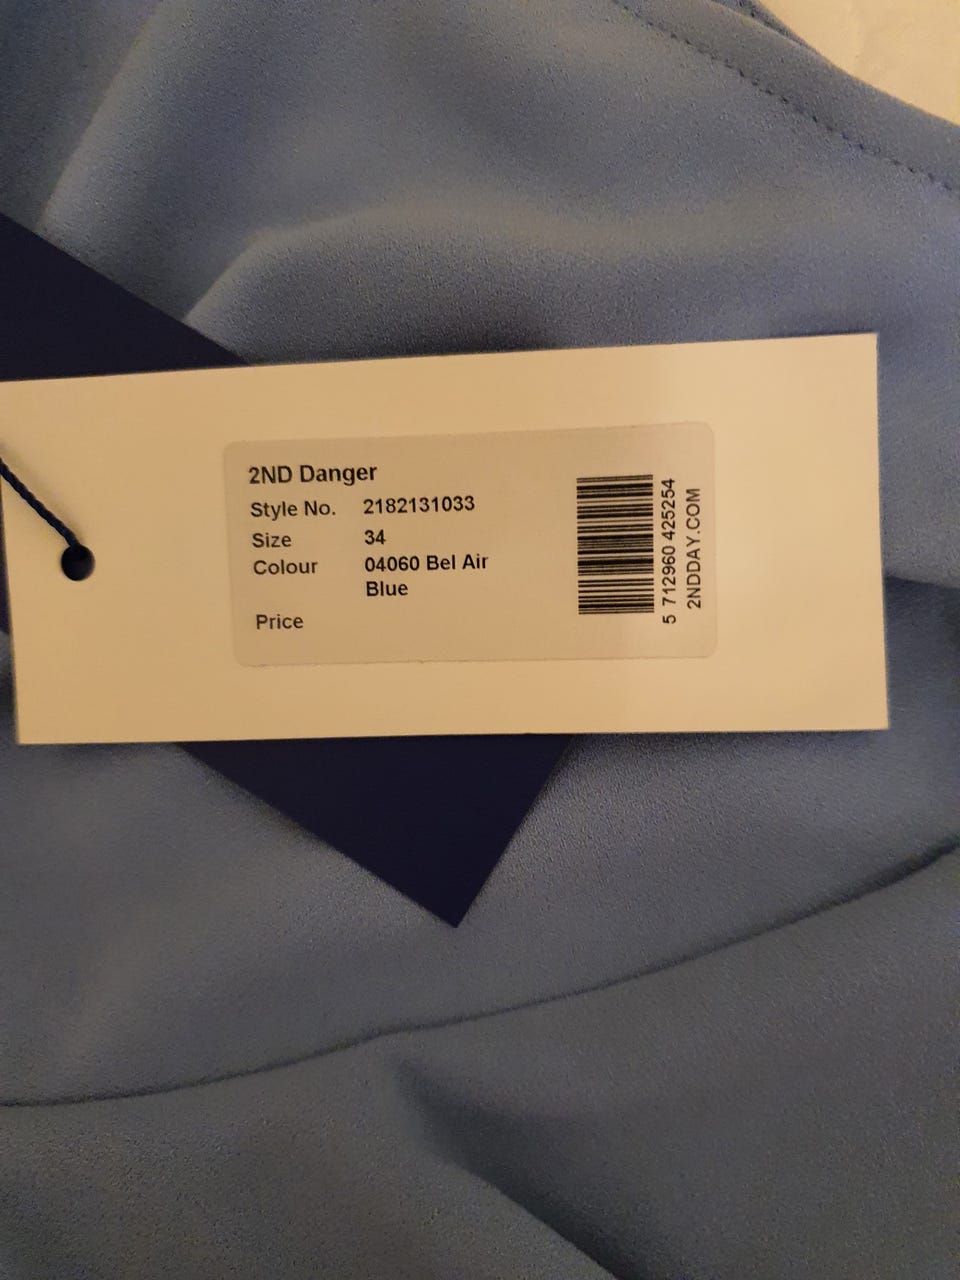 2ND Danger
Style No. 2182131033
Size 34
Colour 04060 Bel Air
Blue
Price
5 712960 425254
2NDDAY.COM